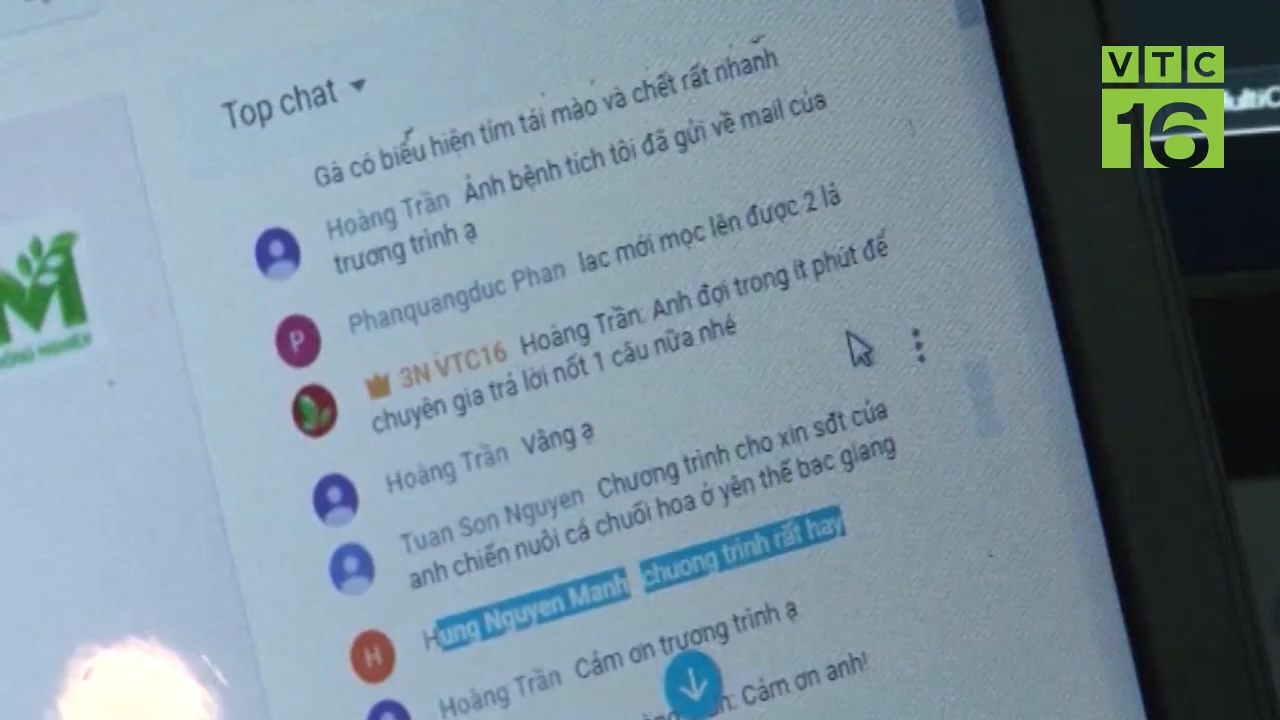 VTC
16
Top chat
Gà có biểu hiện tím tái mào và chết rất nhanh
Hoàng Trần Ảnh bệnh tích tôi đã gửi về mail của
trương trình ạ
Phanquangduc Phan lac mới mọc lên được 2 lá
3N VTC16 Hoàng Trần: Anh đợi trong ít phút để
chuyên gia trả lời nốt 1 câu nữa nhé
Hoàng Trần Vâng ạ
Tuan Son Nguyen Chương trình cho xin sđt của
anh chiến nuôi cá chuối hoa ở yên thế bac giang
Hung Nguyen Manh chuong trình rất hay
Hoàng Trần Cảm ơn trương trình ạ
Cảm ơn anh!
P
H
M